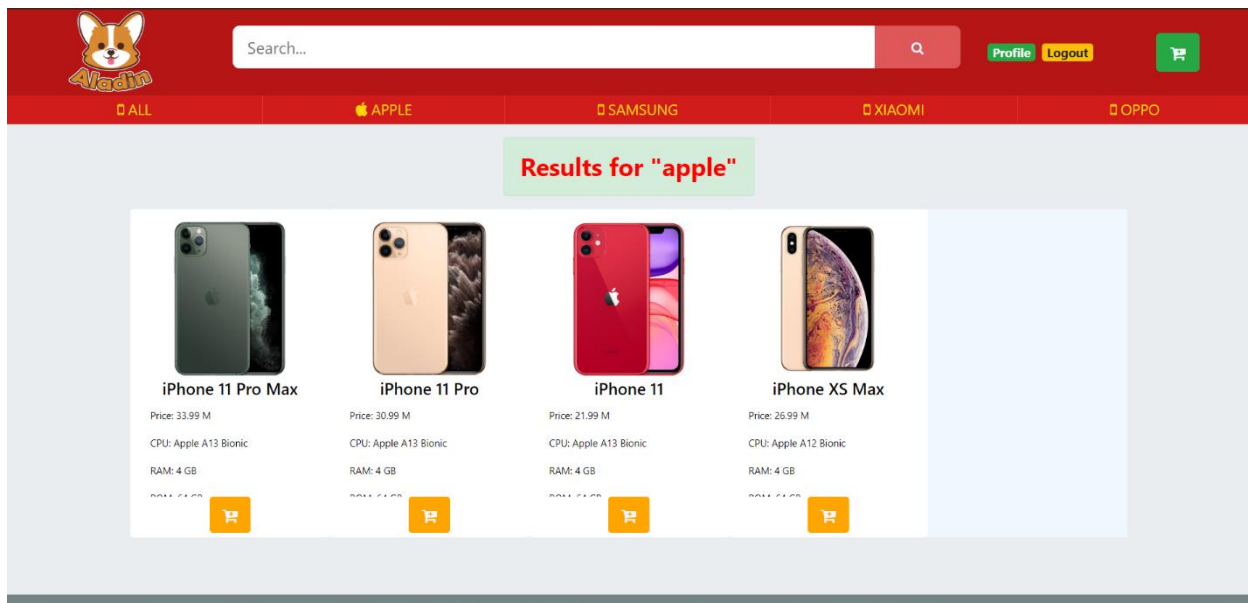 Search...
Profile Logout
Aladin
ALL APPLE SAMSUNG XIAOMI OPPO
Results for "apple"
iPhone 11 Pro Max iPhone 11 Pro iPhone 11 iPhone XS Max
Price: 33.99 M Price: 30.99 M Price: 21.99 M Price: 26.99 M
CPU: Apple A13 Bionic CPU: Apple A13 Bionic CPU: Apple A13 Bionic CPU: Apple A12 Bionic
RAM: 4 GB RAM: 4 GB RAM: 4 GB RAM: 4 GB